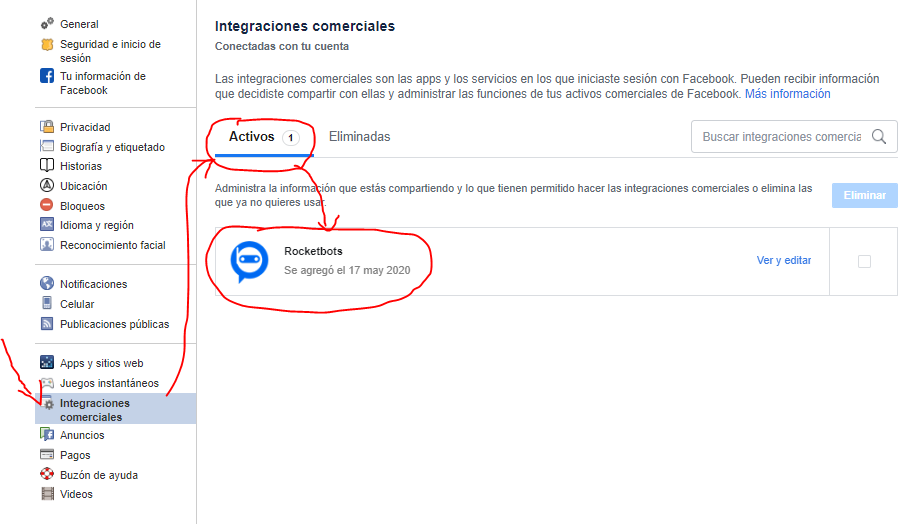 General
Seguridad e inicio de
sesión
Tu información de
Facebook
Privacidad
Biografía y etiquetado
Historias
Ubicación
Bloqueos
Idioma y región
Reconocimiento facial
Notificaciones
Celular
Publicaciones públicas
Apps y sitios web
Juegos instantáneos
Integraciones
comerciales
Anuncios
Pagos
Buzón de ayuda
Videos
Integraciones comerciales
Conectadas con tu cuenta
Las integraciones comerciales son las apps y los servicios en los que iniciaste sesión con Facebook. Pueden recibir información
que decidiste compartir con ellas y administrar las funciones de tus activos comerciales de Facebook. Más información
Activos 1 Eliminadas
Buscar integraciones comercia
Administra la información que estás compartiendo y lo que tienen permitido hacer las integraciones comerciales o elimina las
que ya no quieres usar.
Eliminar
Rocketbots
Se agregó el 17 may 2020
Ver y editar